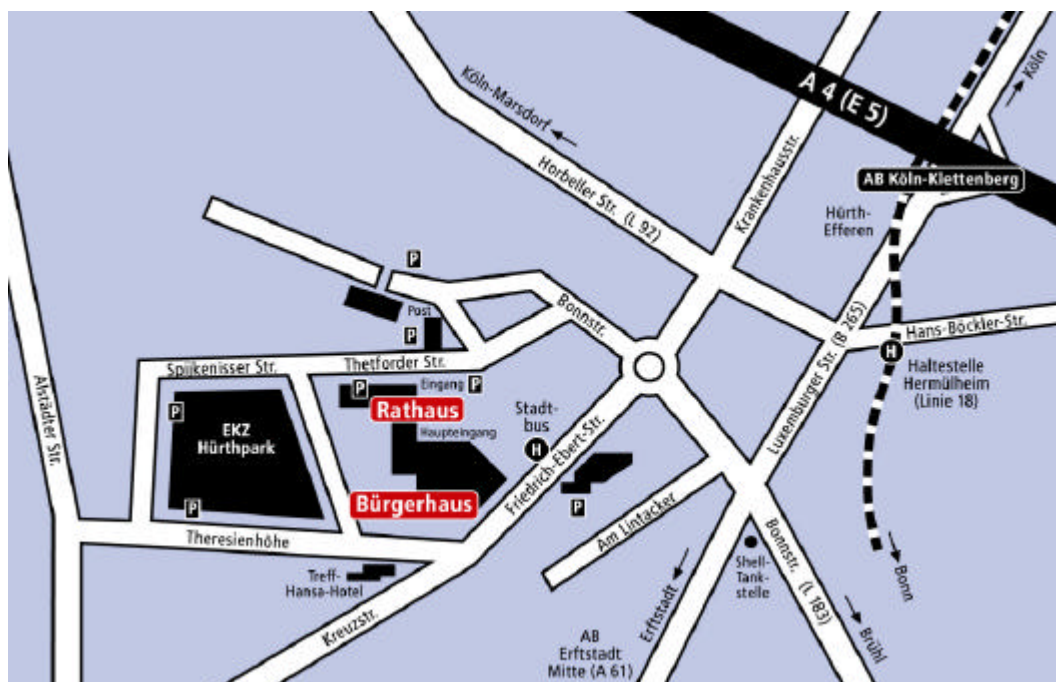 Köln-Marsdorf
A 4 (E 5)
Köln
Krankenhausstr.
Horbeller Str. (L 92)
AB Köln-Klettenberg
Hürth-
Efferen
P
Post
P
Bonnstr.
Luxemburger Str. (B 265)
Hans-Böckler-Str.
H
Haltestelle
Hermülheim
(Linie 18)
Spijkenisser Str.
Thetforder Str.
Alstädter Str.
P
Eingang
P
Rathaus
Haupteingang
Stadt-
bus
H
P
EKZ
Hürthpark
P
Bürgerhaus
Friedrich-Ebert-Str.
P
Am Lintacker
Theresienhöhe
Treff-
Hansa-Hotel
Kreuzstr.
Erftstadt
Shell-
Tank-
stelle
Bonnstr. (L 183)
Bonn
Brühl
AB
Erftstadt
Mitte (A 61)